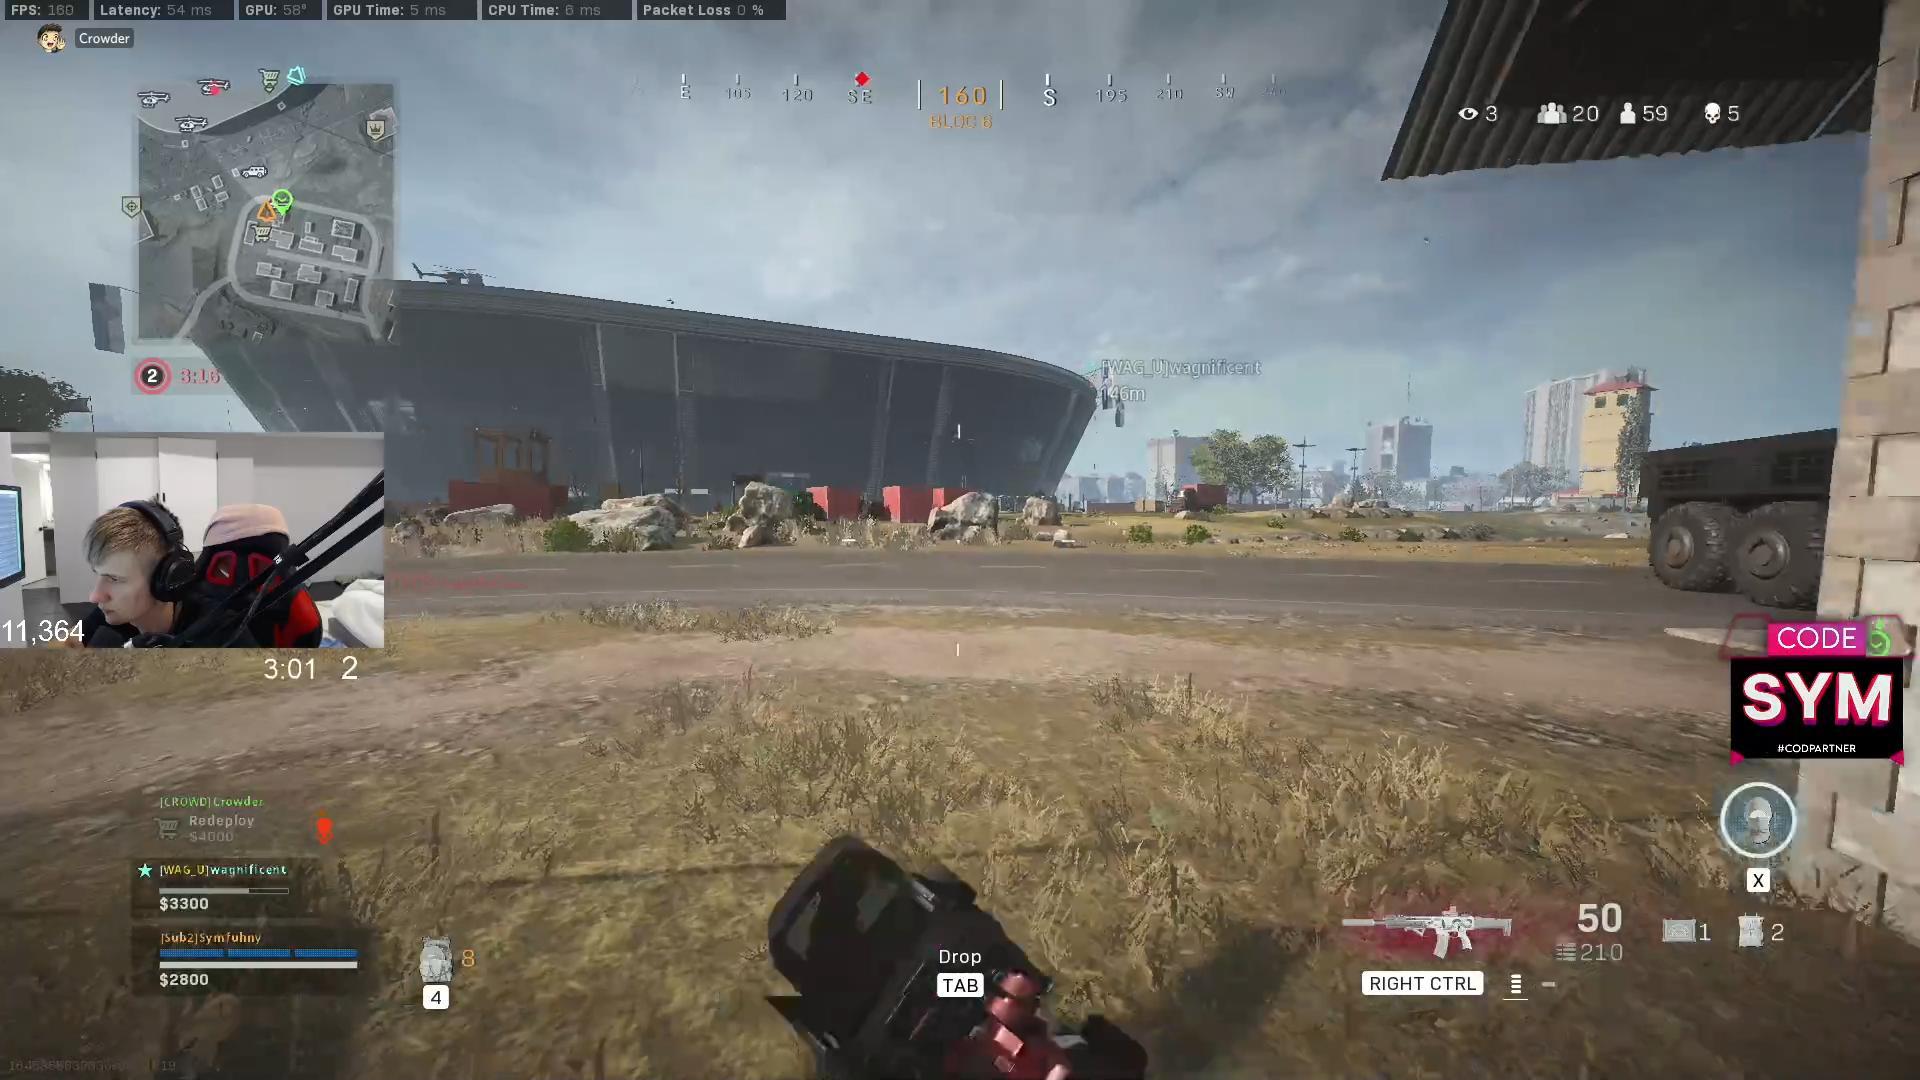 FPS: 160 Latency: 54 ms GPU: 58° GPU Time: 5 ms CPU Time: 6 ms Packet Loss 0 %
Crowder
E 105 120 SE 160 S 195 210 SW
BLOC 6
3 20 59 5
[WAG_U]wagnificent
146m
2 3:16
11,364
3:01 2
CODE
SYM
#CODPARTNER
[CROWD]Crowder
Redeploy
$4000
[WAG_U]wagnificent
$3300
[Sub2]Symfuhny
$2800
8
4
Drop
TAB
X
50
210
1 2
RIGHT CTRL